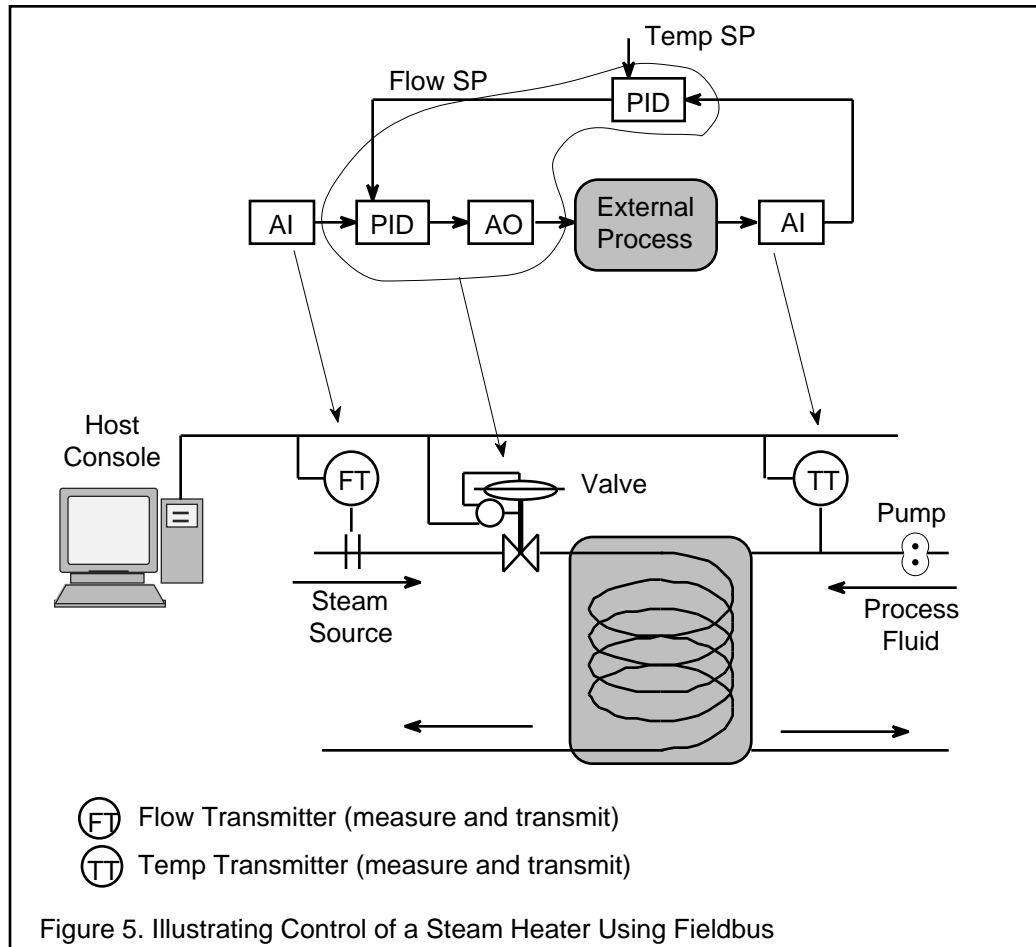 Temp SP
Flow SP
PID
AI
PID
AO
External
Process
AI
Host
Console
FT
Valve
TT
Pump
Steam
Source
Process
Fluid
FT Flow Transmitter (measure and transmit)
TT Temp Transmitter (measure and transmit)
Figure 5. Illustrating Control of a Steam Heater Using Fieldbus